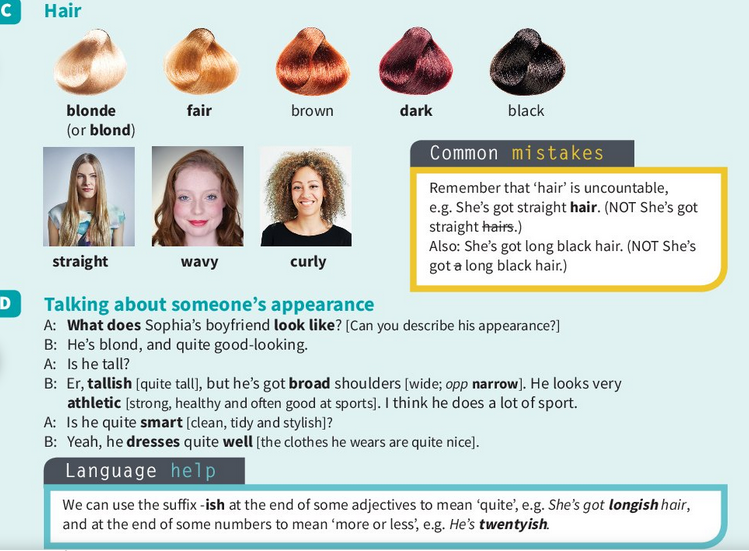 C Hair
blonde fair brown dark black
(or blond)
straight wavy curly
Common mistakes
Remember that ‘hair’ is uncountable,
e.g. She’s got straight hair. (NOT She’s got
straight hairs.)
Also: She’s got long black hair. (NOT She’s
got a long black hair.)
D Talking about someone’s appearance
A: What does Sophia’s boyfriend look like? [Can you describe his appearance?]
B: He’s blond, and quite good-looking.
A: Is he tall?
B: Er, tallish [quite tall], but he’s got broad shoulders [wide; opp narrow]. He looks very
athletic [strong, healthy and often good at sports]. I think he does a lot of sport.
A: Is he quite smart [clean, tidy and stylish]?
B: Yeah, he dresses quite well [the clothes he wears are quite nice].
Language help
We can use the suffix -ish at the end of some adjectives to mean ‘quite’, e.g. She’s got longish hair,
and at the end of some numbers to mean ‘more or less’, e.g. He’s twentyish.